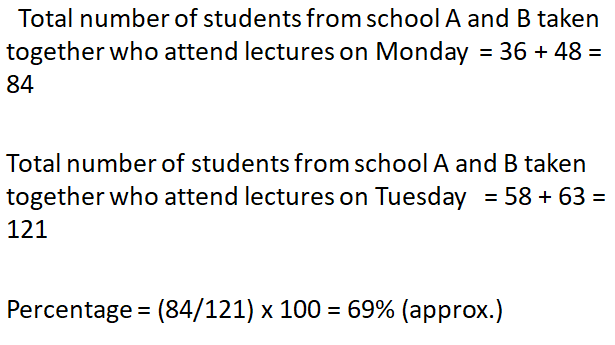 Total number of students from school A and B taken
together who attend lectures on Monday = 36 + 48 =
84
Total number of students from school A and B taken
together who attend lectures on Tuesday = 58 + 63 =
121
Percentage = (84/121) x 100 = 69% (approx.)